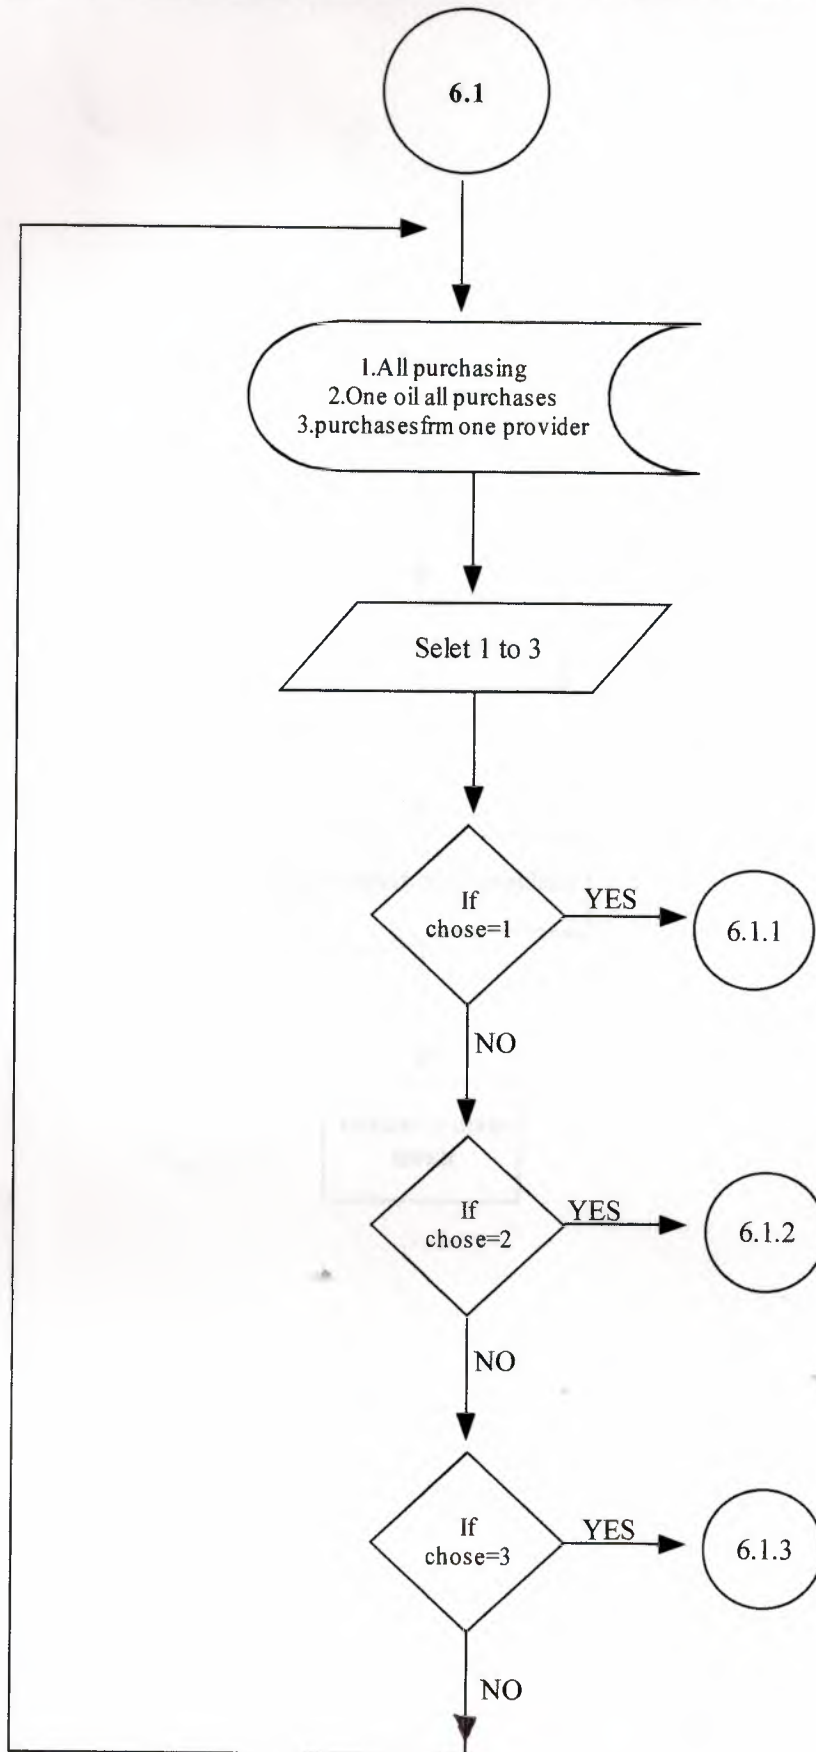 6.1
1.All purchasing
2.One oil all purchases
3.purchasesfrm one provider
Selet 1 to 3
If
chose=1
YES
6.1.1
NO
If
chose=2
YES
6.1.2
NO
If
chose=3
YES
6.1.3
NO